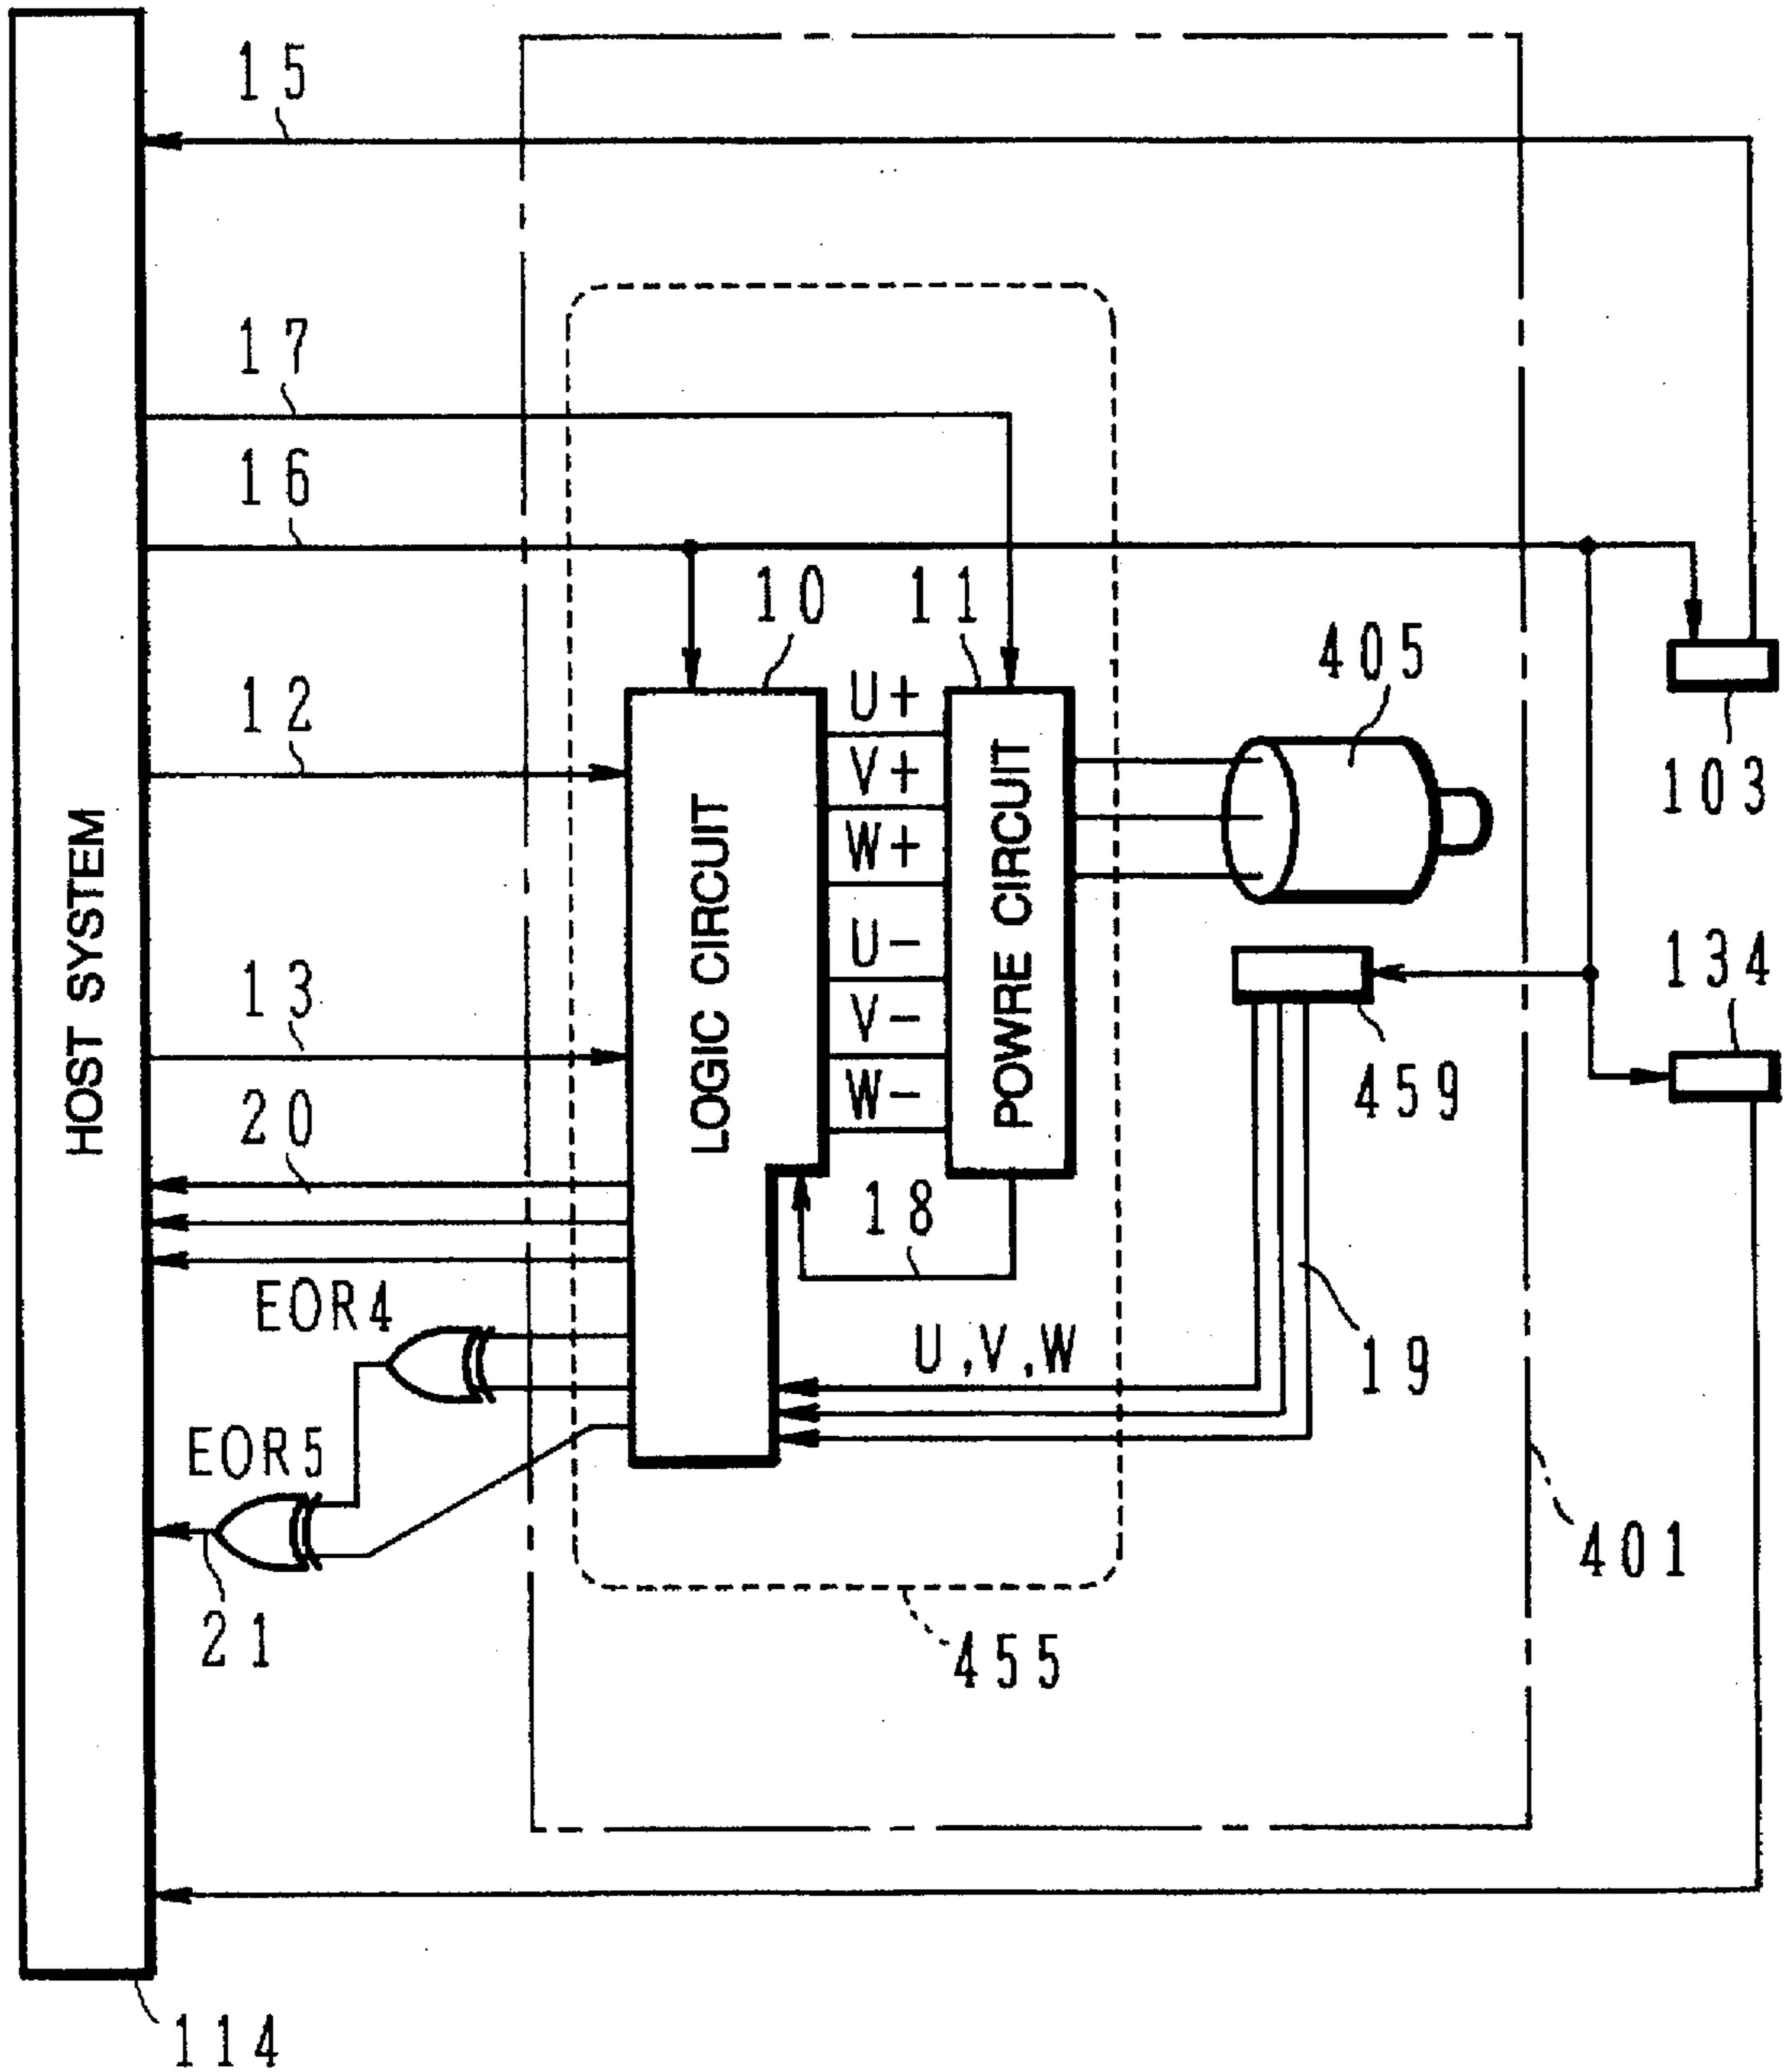 15
17
16
10
11
405
U+
12
V+
103
W+
HOST SYSTEM
LOGIC CIRCUIT
POWRE CIRCUIT
U-
134
13
V-
W-
459
20
18
EOR4
U,V,W
19
EOR5
401
21
455
114